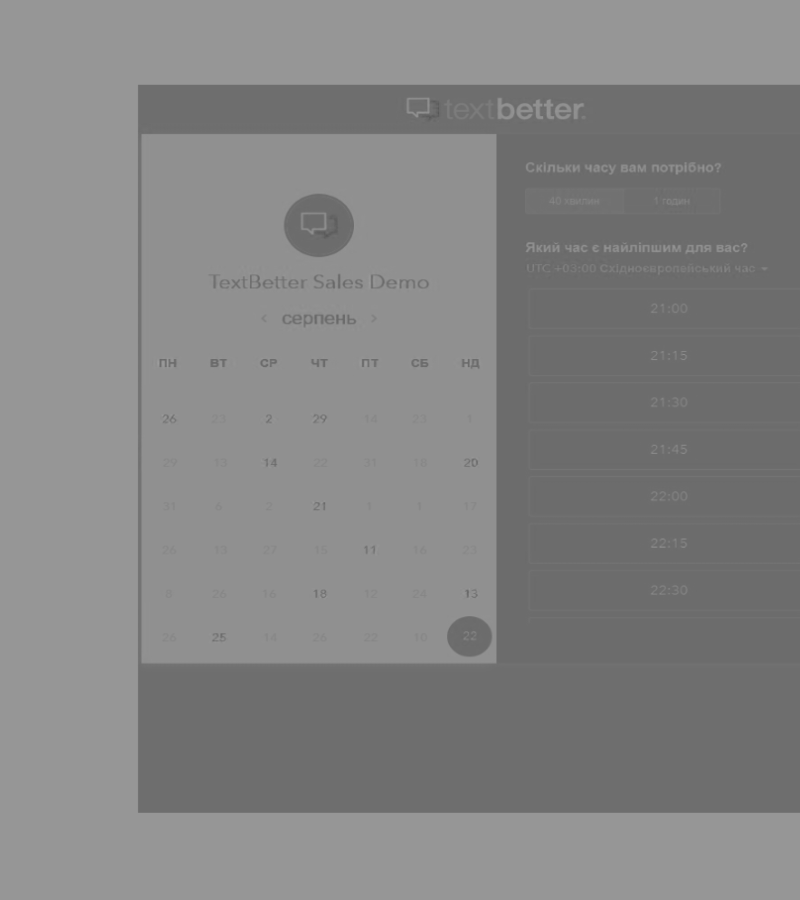 textbetter.
TextBetter Sales Demo
‹ серпень ›
ПН ВТ СР ЧТ ПТ СБ НД
26 23 2 29 14 23 1
29 13 14 22 31 18 20
31 6 2 21 1 1 17
26 13 27 15 11 16 23
8 26 16 18 12 24 13
26 25 14 26 22 10 22
Скільки часу вам потрібно?
40 хвилин 1 годин
Який час є найліпшим для вас?
UTC +03:00 Східноєвропейський час
21:00
21:15
21:30
21:45
22:00
22:15
22:30